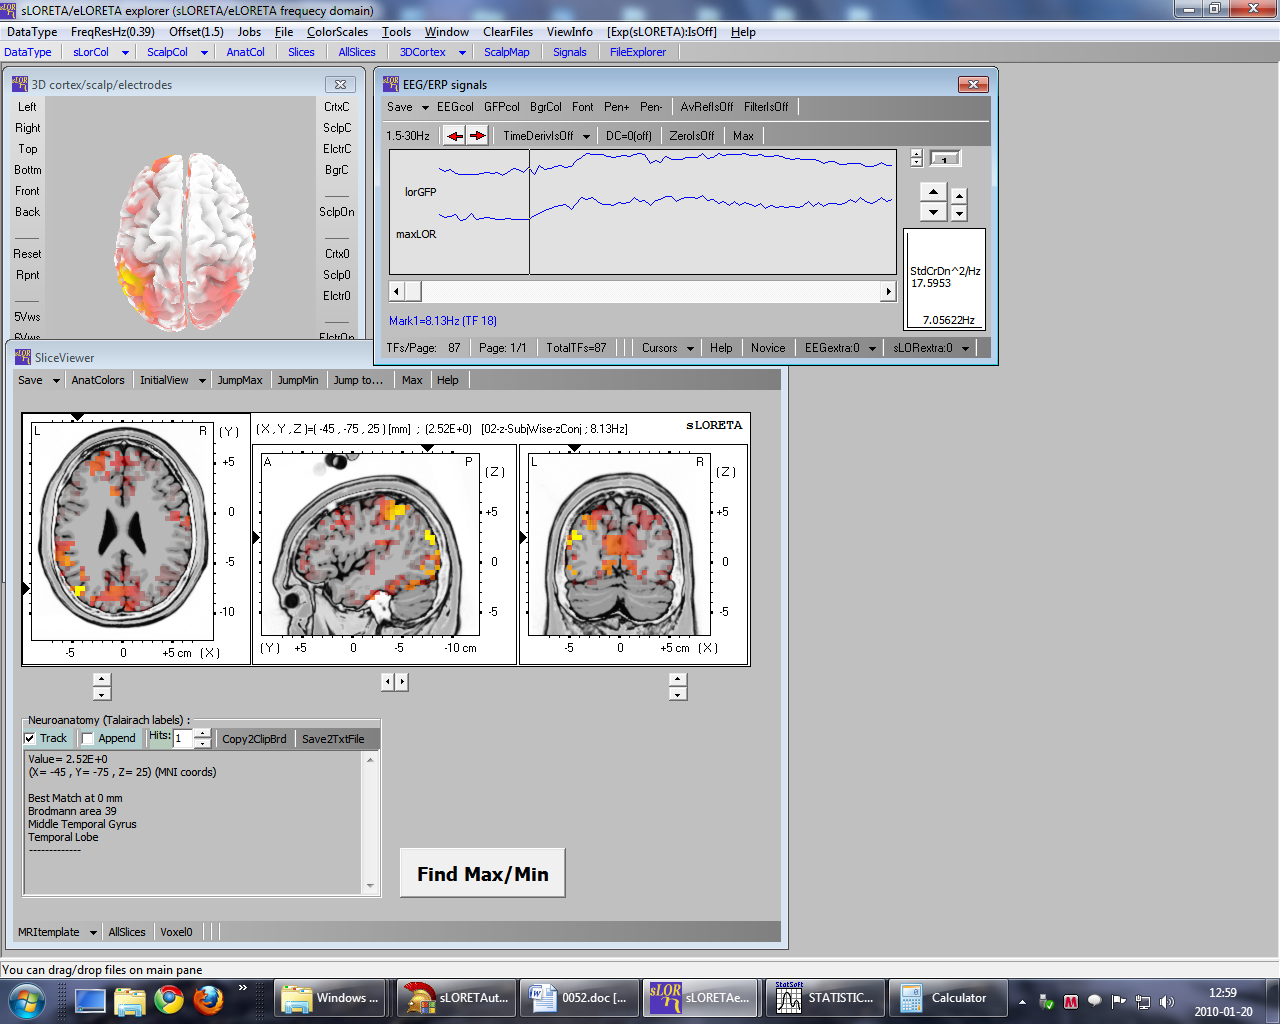 sLORETA/eLORETA explorer (sLORETA/eLORETA frequecy domain)
DataType FreqResHz(0.39) Offset(1.5) Jobs File ColorScales Tools Window ClearFiles ViewInfo [Exp(sLORETA):IsOff] Help
DataType sLorCol ScalpCol AnatCol Slices AllSlices 3DCortex ScalpMap Signals FileExplorer
3D cortex/scalp/electrodes
Left CrtxC
Right SclpC
Top ElctrC
Bottm BgrC
Front
Back SclpOn
Reset Crtx0
Rpnt Sclp0
Elctr0
5Vws
ElctrOn
EEG/ERP signals
Save EEGcol GFPcol BgrCol Font Pen+ Pen- AvRefIsOff FilterIsOff
1.5-30Hz TimeDerivIsOff DC=0(off) ZeroIsOff Max
1
lorGFP
maxLOR
StdCrDn^2/Hz
17.5953
7.05622Hz
Mark1=8.13Hz (TF 18)
TFs/Page: 87 Page: 1/1 TotalTFs=87 Cursors Help Novice EEGextra:0 sLORextra:0
SliceViewer
Save AnatColors InitialView JumpMax JumpMin Jump to... Max Help
(X , Y , Z )=( -45 , -75 , 25 ) [mm] ; (2.52E+0) [02-z-SubjWise-zConj ; 8.13Hz] sLORETA
L R (Y) +5 0 -5 -10
-5 0 +5 cm (X)
A P (Z) +5 0 -5
(Y) +5 0 -5 -10 cm
L R (Z) +5 0 -5
-5 0 +5 cm (X)
Neuroanatomy (Talairach labels) :
Track Append Hits: 1 Copy2ClipBrd Save2TxtFile
Value= 2.52E+0
(X= -45 , Y= -75 , Z= 25) (MNI coords)
Best Match at 0 mm
Brodmann area 39
Middle Temporal Gyrus
Temporal Lobe
-------------
Find Max/Min
MRItemplate AllSlices Voxel0
You can drag/drop files on main pane
» Windows ... sLORETAut... 0052.doc [... sLORETAe... STATISTIC... Calculator
12:59
2010-01-20